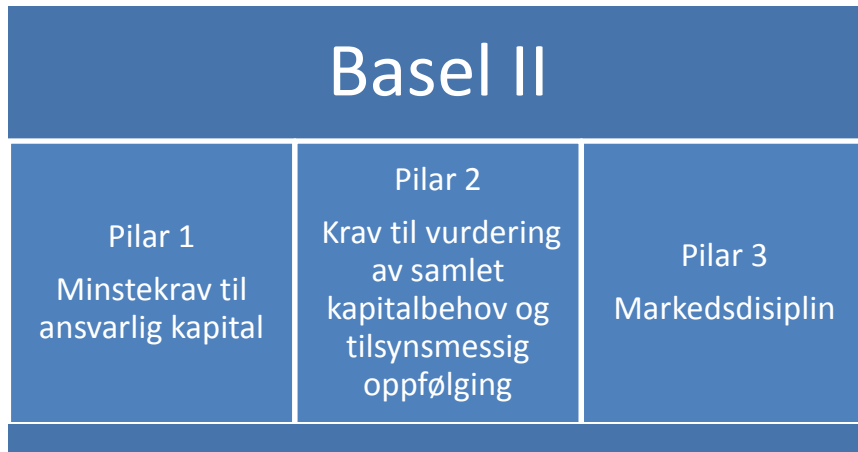 Basel II
Pilar 1
Minstekrav til
ansvarlig kapital
Pilar 2
Krav til vurdering
av samlet
kapitalbehov og
tilsynsmessig
oppfølging
Pilar 3
Markedsdisiplin